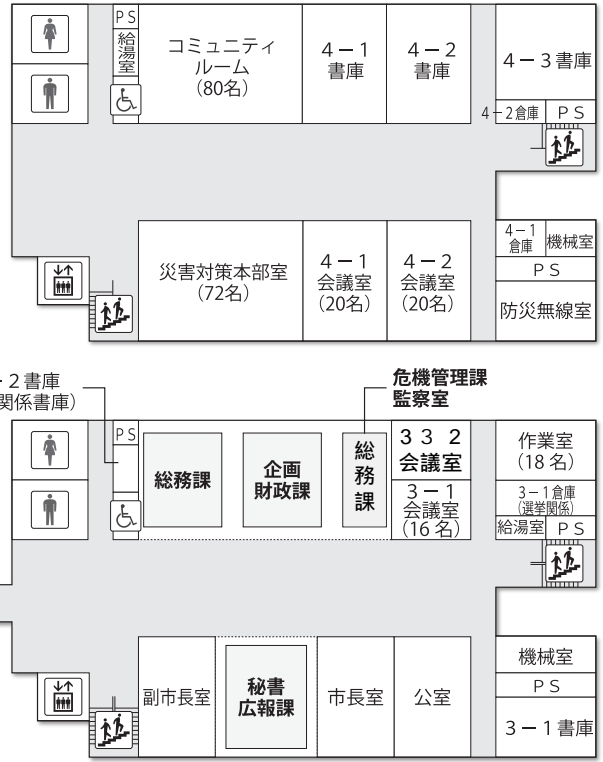 PS
給湯室
コミュニティ
ルーム
(80名)
4－1
書庫
4－2
書庫
4－3書庫
4－2倉庫
PS
災害対策本部室
(72名)
4－1
会議室
(20名)
4－2
会議室
(20名)
4－1
倉庫
機械室
PS
防災無線室
－2書庫
関係書庫)
危機管理課
監察室
PS
総務課
企画
財政課
総務課
３３２
会議室
3－1
会議室
(16名)
作業室
(18名)
3－1倉庫
(選挙関係)
給湯室
PS
副市長室
秘書
広報課
市長室
公室
機械室
PS
3－1書庫